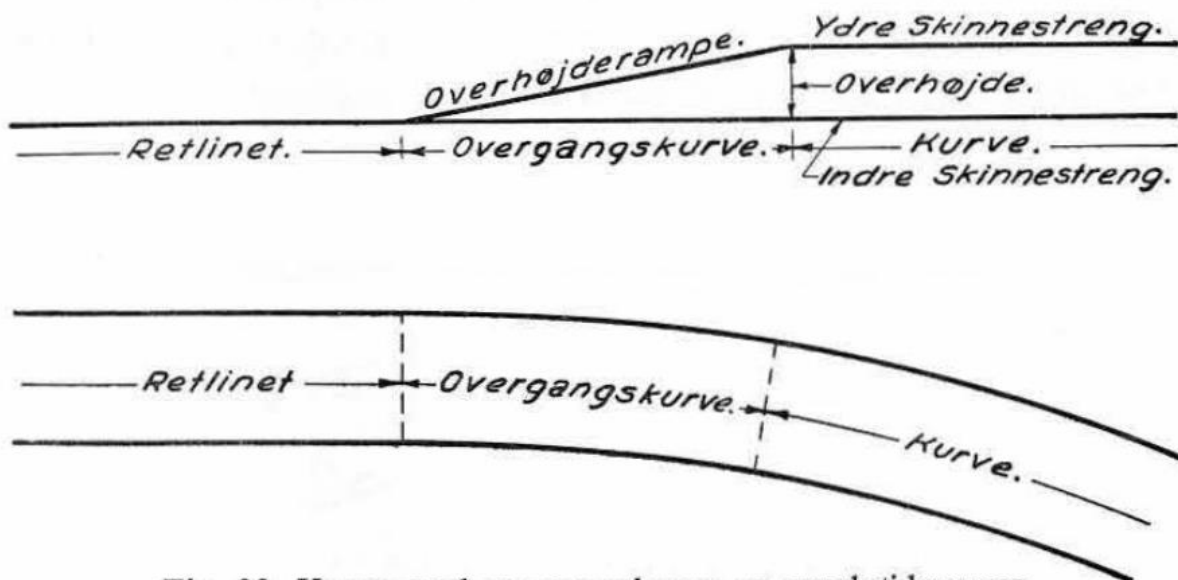 Overhøjderampe.
Ydre Skinnestreng.
Overhøjde.
Retlinet.
Overgangskurve.
Kurve.
Indre Skinnestreng.
Retlinet
Overgangskurve.
Kurve.